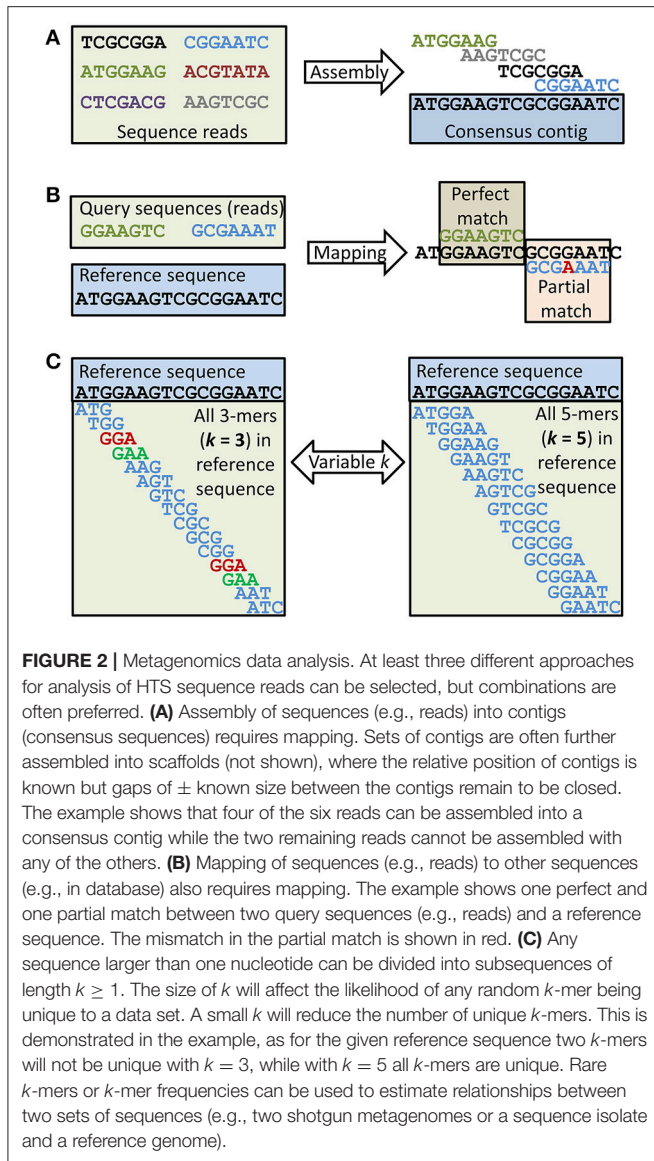 A
TCGCGGA CGGAATC
ATGGAAG ACGTATA
CTCGACG AAGTCGC
Sequence reads
Assembly
ATGGAAG
AAGTCGC
TCGCGGA
CGGAATC
ATGGAAGTCGCGGAATC
Consensus contig
B
Query sequences (reads)
GGAAGTC GCGAAAT
Reference sequence
ATGGAAGTCGCGGAATC
Mapping
Perfect
match
GGAAGTC
ATGGAAGTCGCGGAATC
GCGAAAT
Partial
match
C
Reference sequence
ATGGAAGTCGCGGAATC
ATG
TGG
GGA
GAA
AAG
AGT
GTC
TCG
CGC
GCG
CGG
GGA
GAA
AAT
ATC
All 3-mers
(k = 3) in
reference
sequence
Variable k
Reference sequence
ATGGAAGTCGCGGAATC
ATGGA
TGGAA
GGAAG
GAAGT
AAGTC
AGTCG
GTCGC
TCGCG
CGCGG
GCGGA
CGGAA
GGAAT
GAATC
All 5-mers
(k = 5) in
reference
sequence
FIGURE 2 | Metagenomics data analysis. At least three different approaches
for analysis of HTS sequence reads can be selected, but combinations are
often preferred. (A) Assembly of sequences (e.g., reads) into contigs
(consensus sequences) requires mapping. Sets of contigs are often further
assembled into scaffolds (not shown), where the relative position of contigs is
known but gaps of ± known size between the contigs remain to be closed.
The example shows that four of the six reads can be assembled into a
consensus contig while the two remaining reads cannot be assembled with
any of the others. (B) Mapping of sequences (e.g., reads) to other sequences
(e.g., in database) also requires mapping. The example shows one perfect and
one partial match between two query sequences (e.g., reads) and a reference
sequence. The mismatch in the partial match is shown in red. (C) Any
sequence larger than one nucleotide can be divided into subsequences of
length k ≥ 1. The size of k will affect the likelihood of any random k-mer being
unique to a data set. A small k will reduce the number of unique k-mers. This is
demonstrated in the example, as for the given reference sequence two k-mers
will not be unique with k = 3, while with k = 5 all k-mers are unique. Rare
k-mers or k-mer frequencies can be used to estimate relationships between
two sets of sequences (e.g., two shotgun metagenomes or a sequence isolate
and a reference genome).